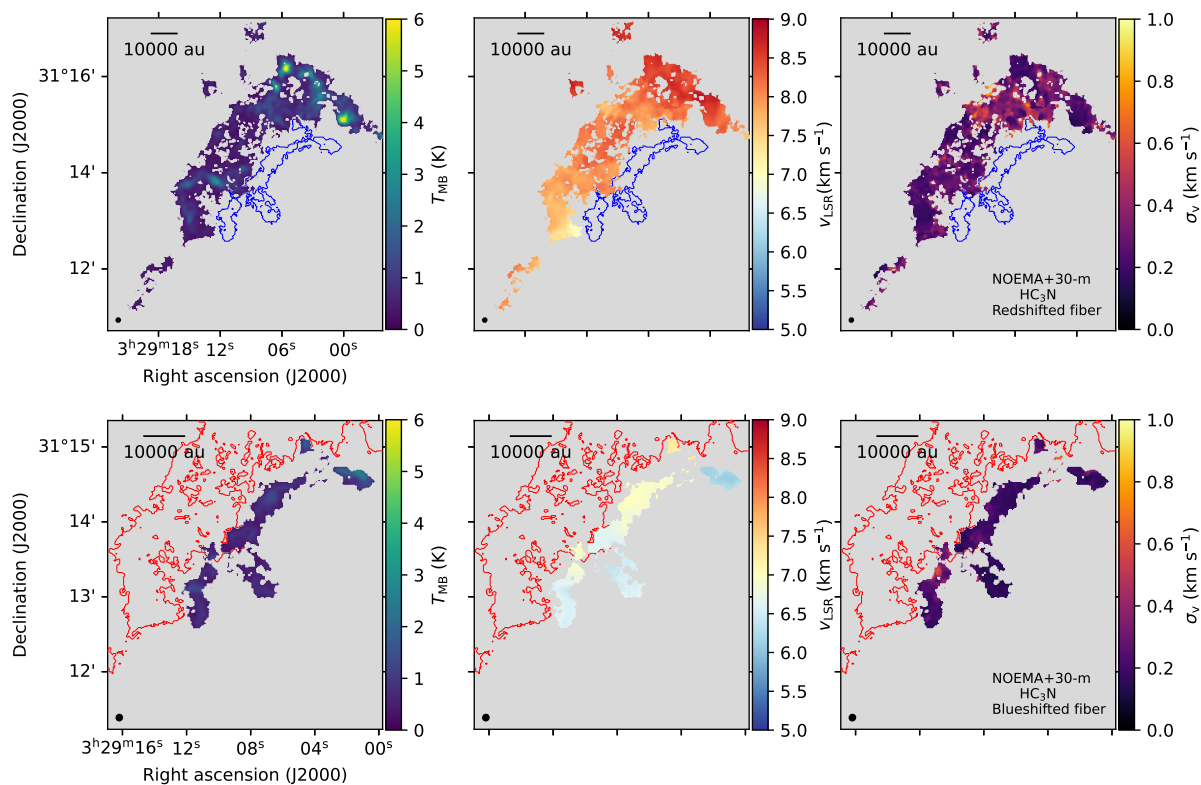 10000 au
31°16'
14'
12'
Declination (J2000)
3ʰ29ᵐ18ˢ 12ˢ 06ˢ 00ˢ
Right ascension (J2000)
6
5
4
3
2
1
0
T_MB (K)
10000 au
9.0
8.5
8.0
7.5
7.0
6.5
6.0
5.5
5.0
v_LSR(km s⁻¹)
10000 au
NOEMA+30-m
HC₃N
Redshifted fiber
1.0
0.8
0.6
0.4
0.2
0.0
σ_v (km s⁻¹)
10000 au
31°15'
14'
13'
12'
Declination (J2000)
3ʰ29ᵐ16ˢ 12ˢ 08ˢ 04ˢ 00ˢ
Right ascension (J2000)
6
5
4
3
2
1
0
T_MB (K)
10000 au
9.0
8.5
8.0
7.5
7.0
6.5
6.0
5.5
5.0
v_LSR (km s⁻¹)
10000 au
NOEMA+30-m
HC₃N
Blueshifted fiber
1.0
0.8
0.6
0.4
0.2
0.0
σ_v (km s⁻¹)